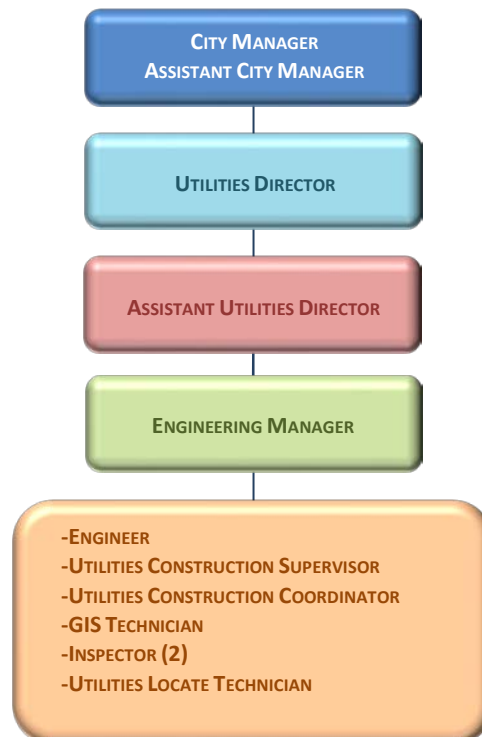 City Manager
Assistant City Manager
Utilities Director
Assistant Utilities Director
Engineering Manager
-Engineer
-Utilities Construction Supervisor
-Utilities Construction Coordinator
-GIS Technician
-Inspector (2)
-Utilities Locate Technician